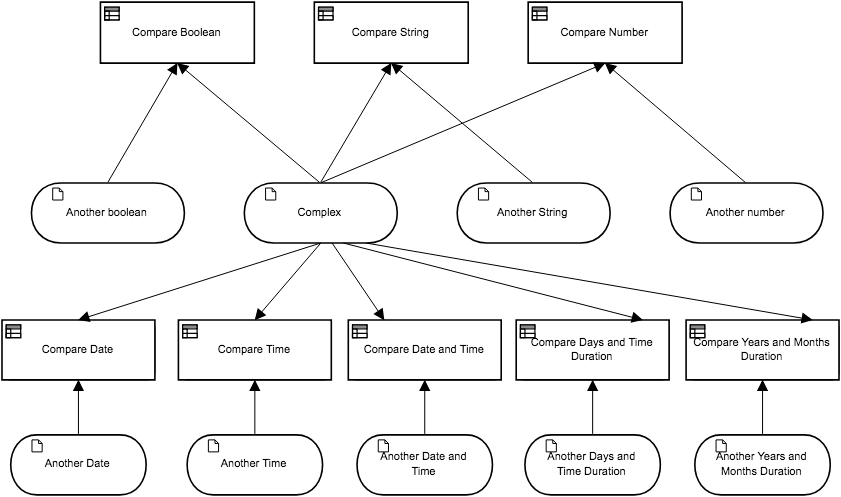 Compare Boolean
Compare String
Compare Number
Another boolean
Complex
Another String
Another number
Compare Date
Compare Time
Compare Date and Time
Compare Days and Time
Duration
Compare Years and Months
Duration
Another Date
Another Time
Another Date and
Time
Another Days and
Time Duration
Another Years and
Months Duration